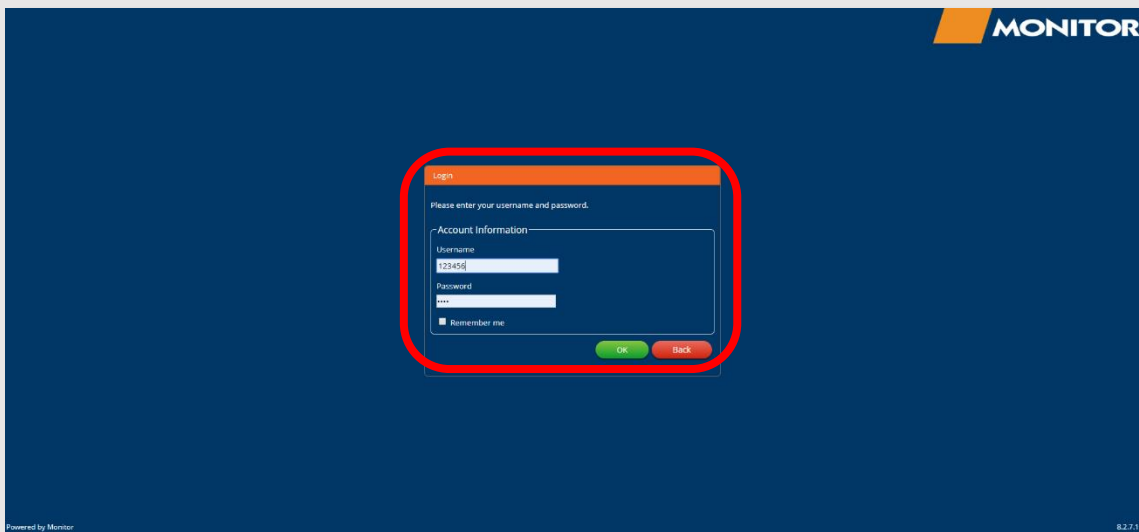 MONITOR
Login
Please enter your username and password.
Account Information
Username
123456
Password
••••
Remember me
OK Back
Powered by Monitor 8.2.7.1